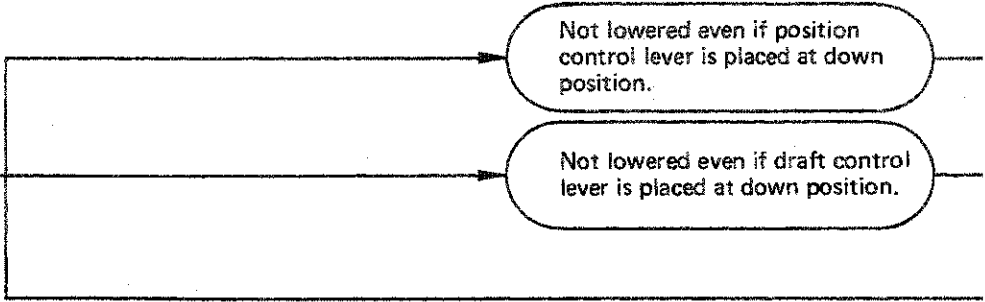 Not lowered even if position
control lever is placed at down
position.
Not lowered even if draft control
lever is placed at down position.